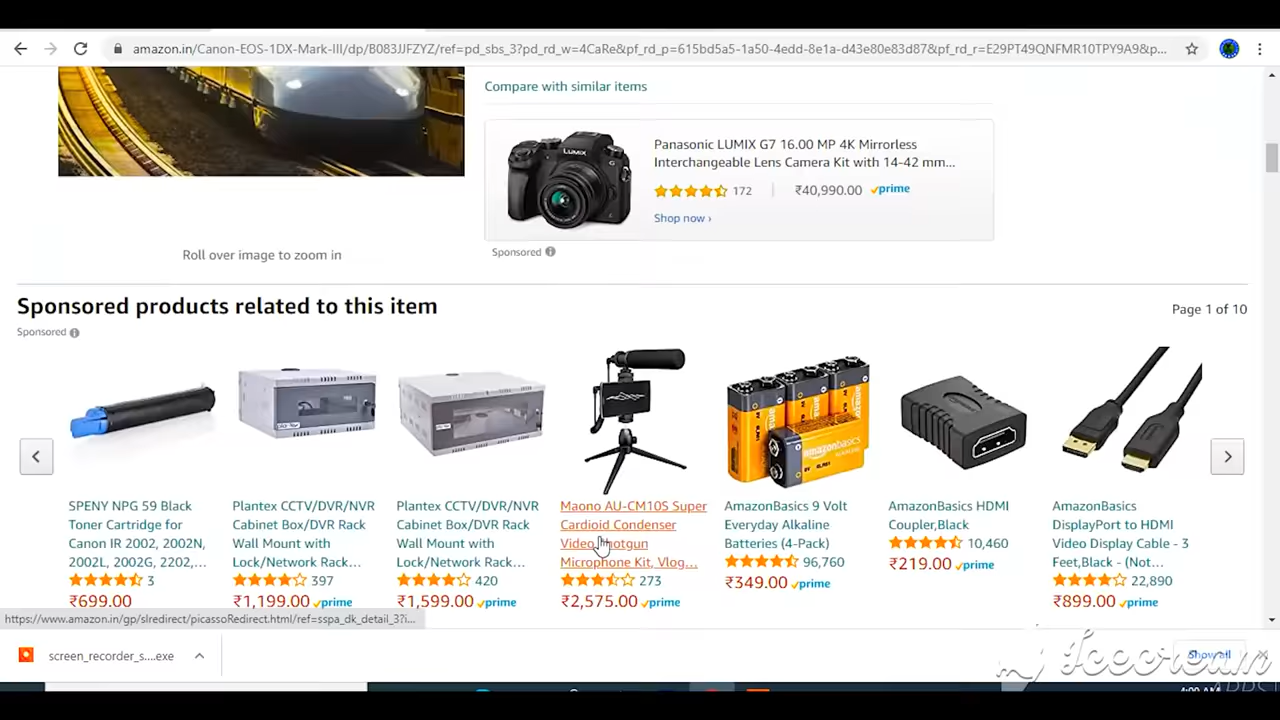 amazon.in/Canon-EOS-1DX-Mark-III/dp/B083JJFZYZ/ref=pd_sbs_3?pd_rd_w=4CaRe&pf_rd_p=615bd5a5-1a50-4edd-8e1a-d43e80e83d87&pf_rd_r=E29PT49QNFMR10TPY9A9&p...
Compare with similar items
LUMIX
Panasonic LUMIX G7 16.00 MP 4K Mirrorless
Interchangeable Lens Camera Kit with 14-42 mm...
172
₹40,990.00 prime
Shop now ›
Roll over image to zoom in
Sponsored
Sponsored products related to this item
Page 1 of 10
Sponsored
SPENY NPG 59 Black
Toner Cartridge for
Canon IR 2002, 2002N,
2002L, 2002G, 2202,...
3
₹699.00
Plantex CCTV/DVR/NVR
Cabinet Box/DVR Rack
Wall Mount with
Lock/Network Rack...
397
₹1,199.00 prime
Plantex CCTV/DVR/NVR
Cabinet Box/DVR Rack
Wall Mount with
Lock/Network Rack...
420
₹1,599.00 prime
Maono AU-CM10S Super
Cardioid Condenser
Video Shotgun
Microphone Kit, Vlog...
273
₹2,575.00 prime
amazonbasics
AmazonBasics 9 Volt
Everyday Alkaline
Batteries (4-Pack)
96,760
₹349.00 prime
AmazonBasics HDMI
Coupler,Black
10,460
₹219.00 prime
AmazonBasics
DisplayPort to HDMI
Video Display Cable - 3
Feet,Black - (Not...
22,890
₹899.00 prime
https://www.amazon.in/gp/slredirect/picassoRedirect.html/ref=sspa_dk_detail_3?i...
screen_recorder_s....exe
Show all
Icecream
APPS